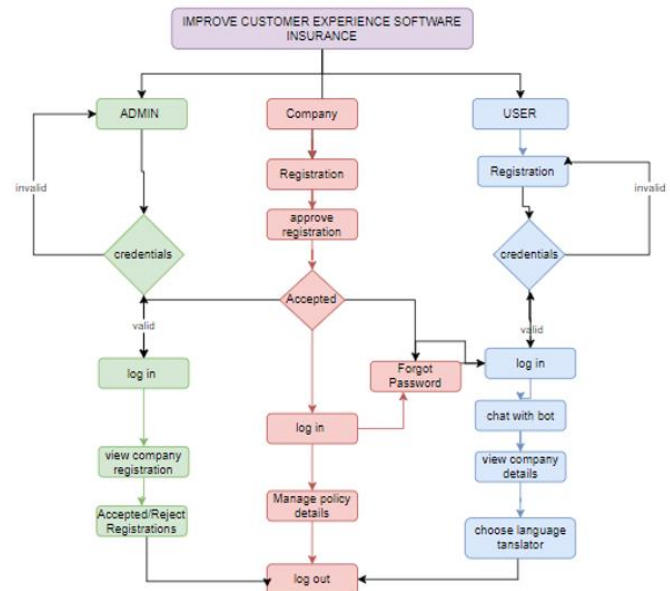 IMPROVE CUSTOMER EXPERIENCE SOFTWARE
INSURANCE
ADMIN
Company
USER
Registration
Registration
invalid
invalid
approve
registration
credentials
credentials
Accepted
valid
valid
log in
Forgot
Password
log in
chat with bot
log in
view company
registration
view company
details
Manage policy
details
Accepted/Reject
Registrations
choose language
tanslator
log out